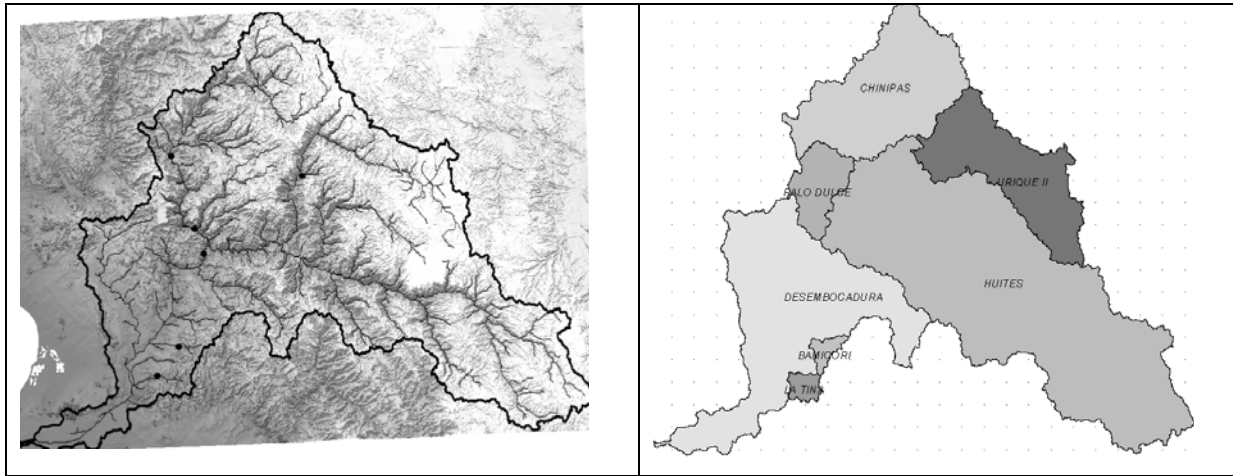 CHINIPAS
PALO DULCE
URIQUE II
HUITES
DESEMBOCADURA
BAMICORI
LA TINA